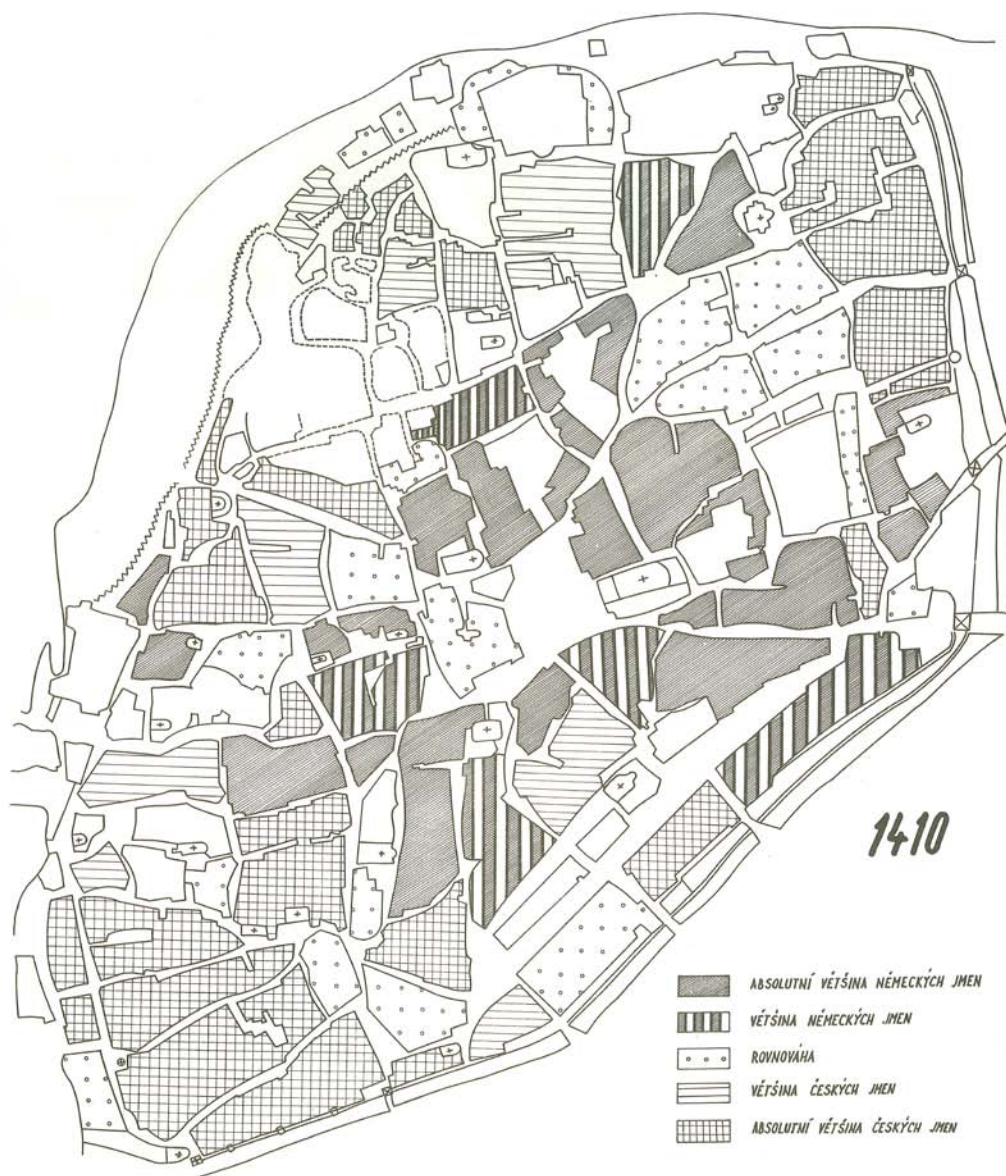 1410
ABSOLUTNÍ VĚTŠINA NĚMECKÝCH JMEN
VĚTŠINA NĚMECKÝCH JMEN
ROVNOVÁHA
VĚTŠINA ČESKÝCH JMEN
ABSOLUTNÍ VĚTŠINA ČESKÝCH JMEN